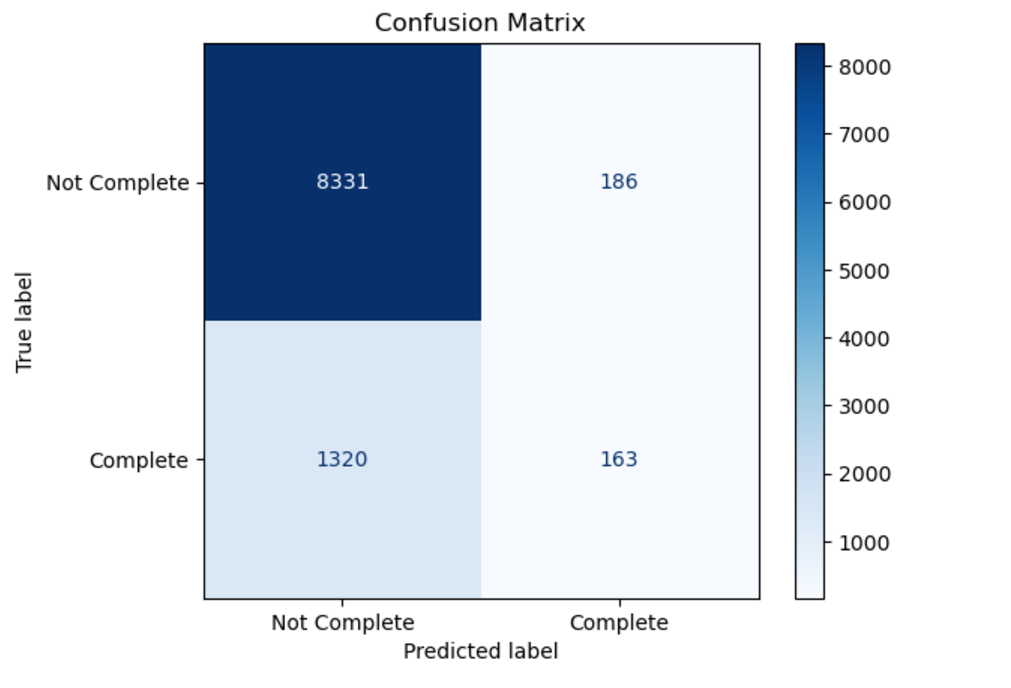 Confusion Matrix
True label
Not Complete
8331
186
Complete
1320
163
Not Complete
Complete
Predicted label
8000
7000
6000
5000
4000
3000
2000
1000